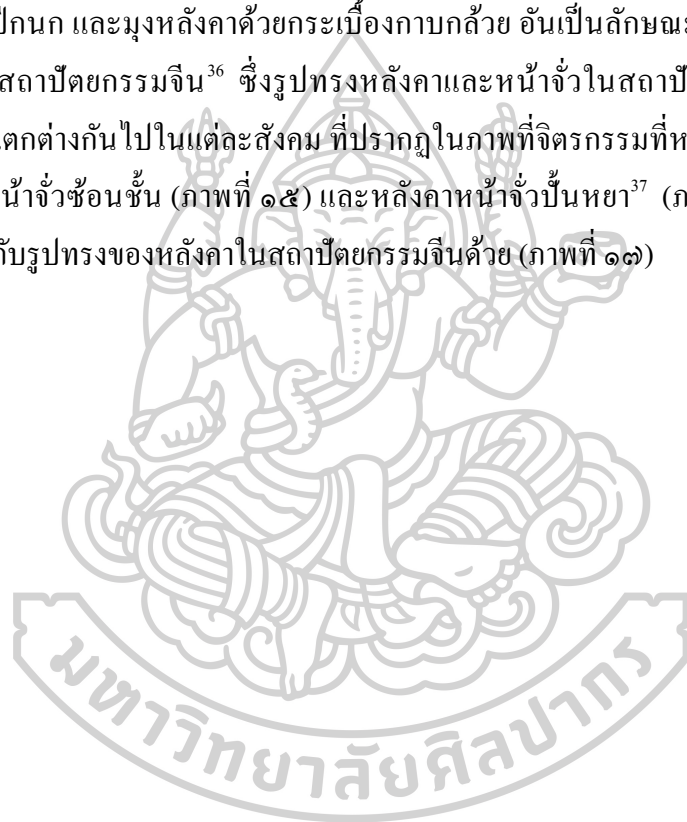 ปีกนก และมุงหลังคาด้วยกระเบื้องกาบกล้วย อันเป็นลักษณะ
สถาปัตยกรรมจีน³⁶ ซึ่งรูปทรงหลังคาและหน้าจั่วในสถาปั
แตกต่างกันไปในแต่ละสังคม ที่ปรากฏในภาพที่จิตรกรรมที่ห
น้าจั่วซ้อนชั้น (ภาพที่ ๑๕) และหลังคาหน้าจั่วปั้นหยา³⁷ (ภ
กับรูปทรงของหลังคาในสถาปัตยกรรมจีนด้วย (ภาพที่ ๑๗)
มหาวิทยาลัยศิลปากร